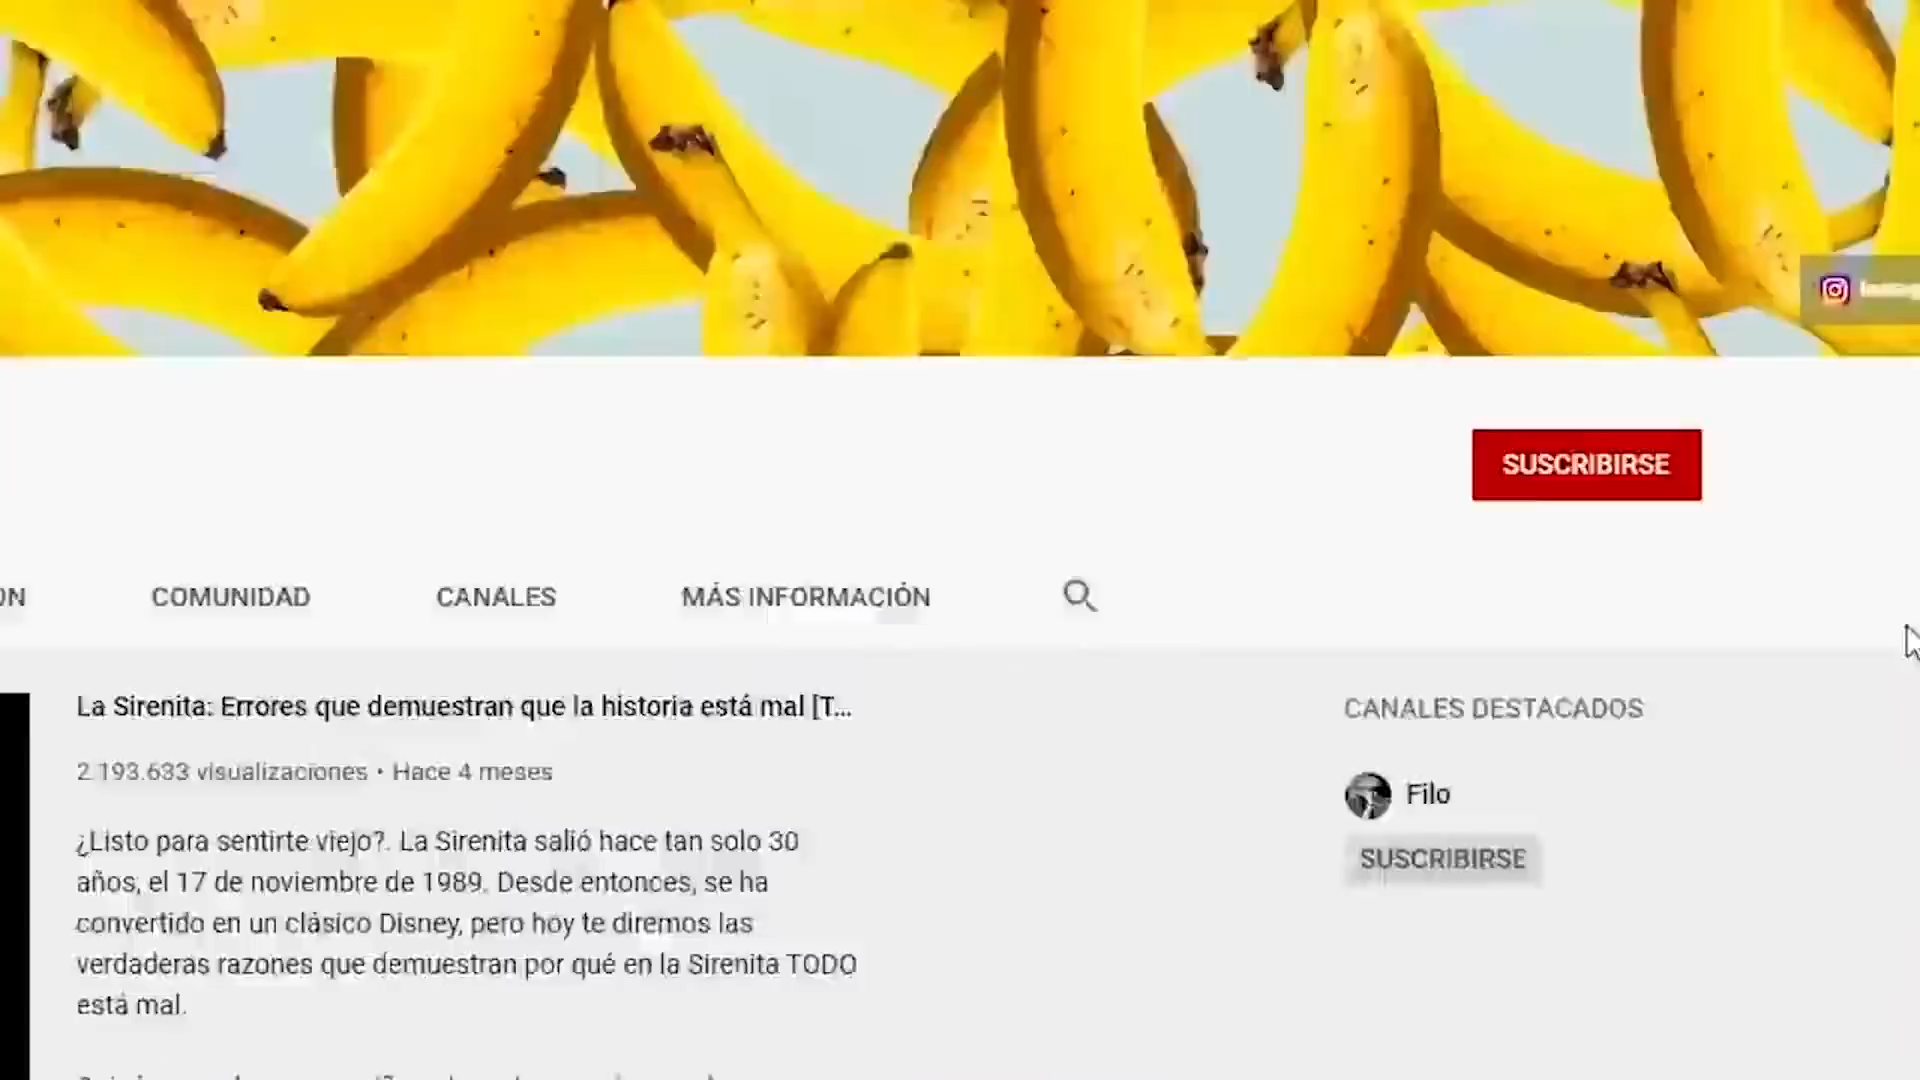 SUSCRIBIRSE
COMUNIDAD CANALES MÁS INFORMACIÓN
La Sirenita: Errores que demuestran que la historia está mal [T...
2.193.633 visualizaciones • Hace 4 meses
¿Listo para sentirte viejo?. La Sirenita salió hace tan solo 30
años, el 17 de noviembre de 1989. Desde entonces, se ha
convertido en un clásico Disney, pero hoy te diremos las
verdaderas razones que demuestran por qué en la Sirenita TODO
está mal.
CANALES DESTACADOS
Filo
SUSCRIBIRSE